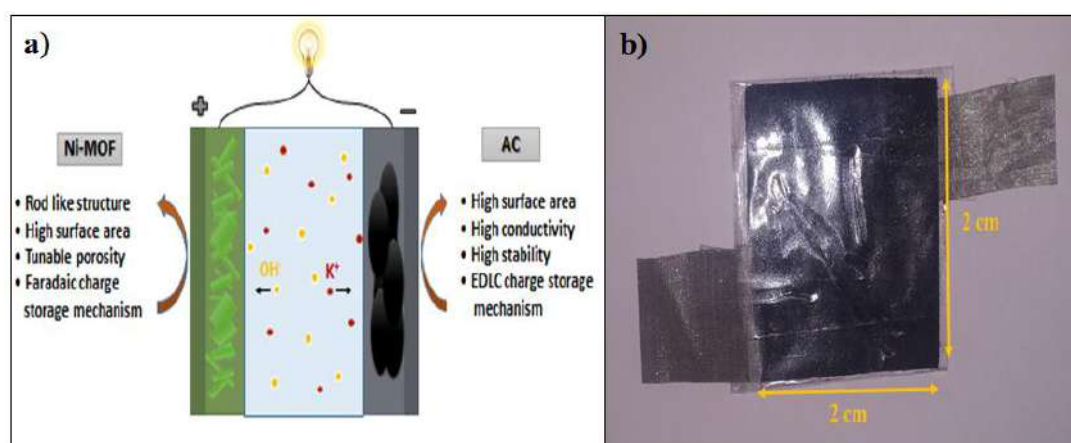 a)
+
−
Ni-MOF
• Rod like structure
• High surface area
• Tunable porosity
• Faradaic charge
storage mechanism
OH
K⁺
AC
• High surface area
• High conductivity
• High stability
• EDLC charge storage
mechanism
b)
2 cm
2 cm